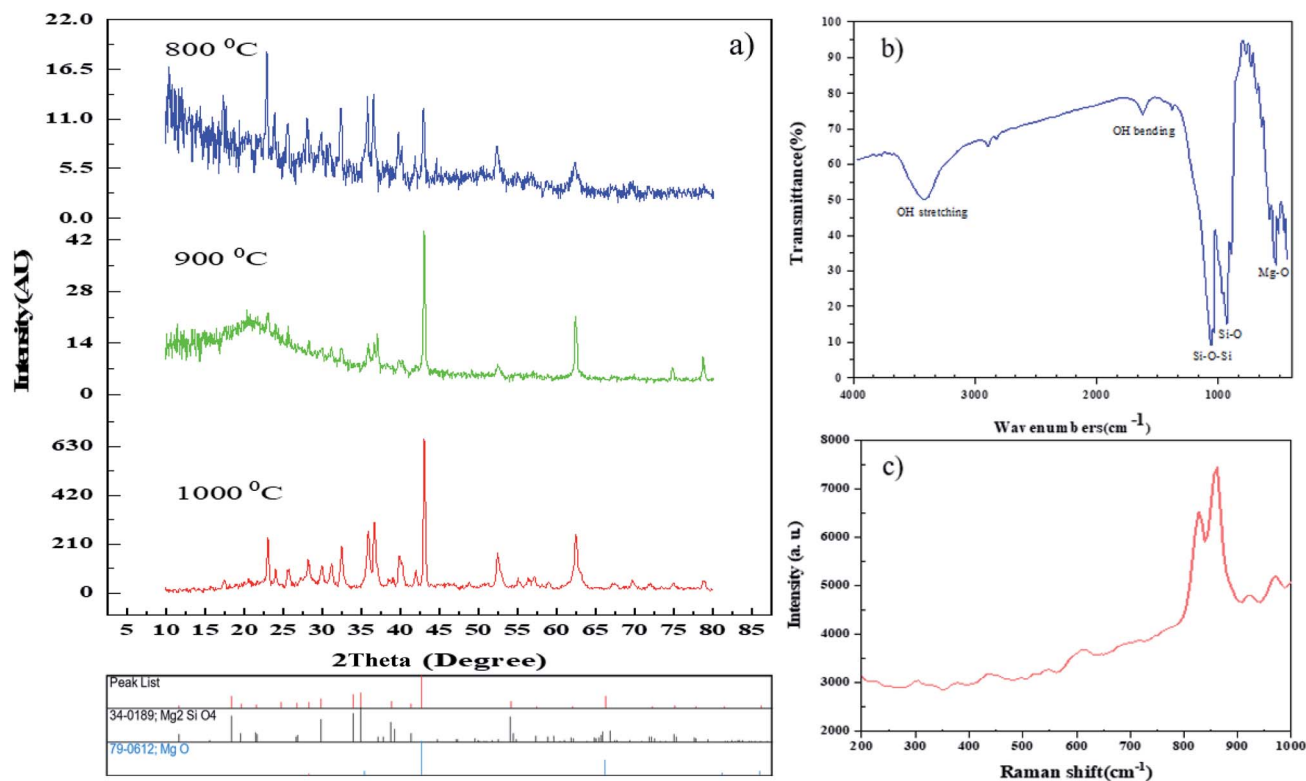 a)
800 °C
900 °C
1000 °C
22.0
16.5
11.0
5.5
0.0
42
28
14
0
630
420
210
0
Intensity(AU)
5 10 15 20 25 30 35 40 45 50 55 60 65 70 75 80 85
2Theta (Degree)
Peak List
34-0189; Mg2 Si O4
79-0612; Mg O
b)
100
90
80
70
60
50
40
30
20
10
0
Transmittance(%)
OH stretching
OH bending
Si-O-Si
Si-O
Mg-O
4000 3000 2000 1000
Wavenumbers(cm-1)
c)
8000
7000
6000
5000
4000
3000
2000
Intensity (a. u.)
200 300 400 500 600 700 800 900 1000
Raman shift(cm-1)